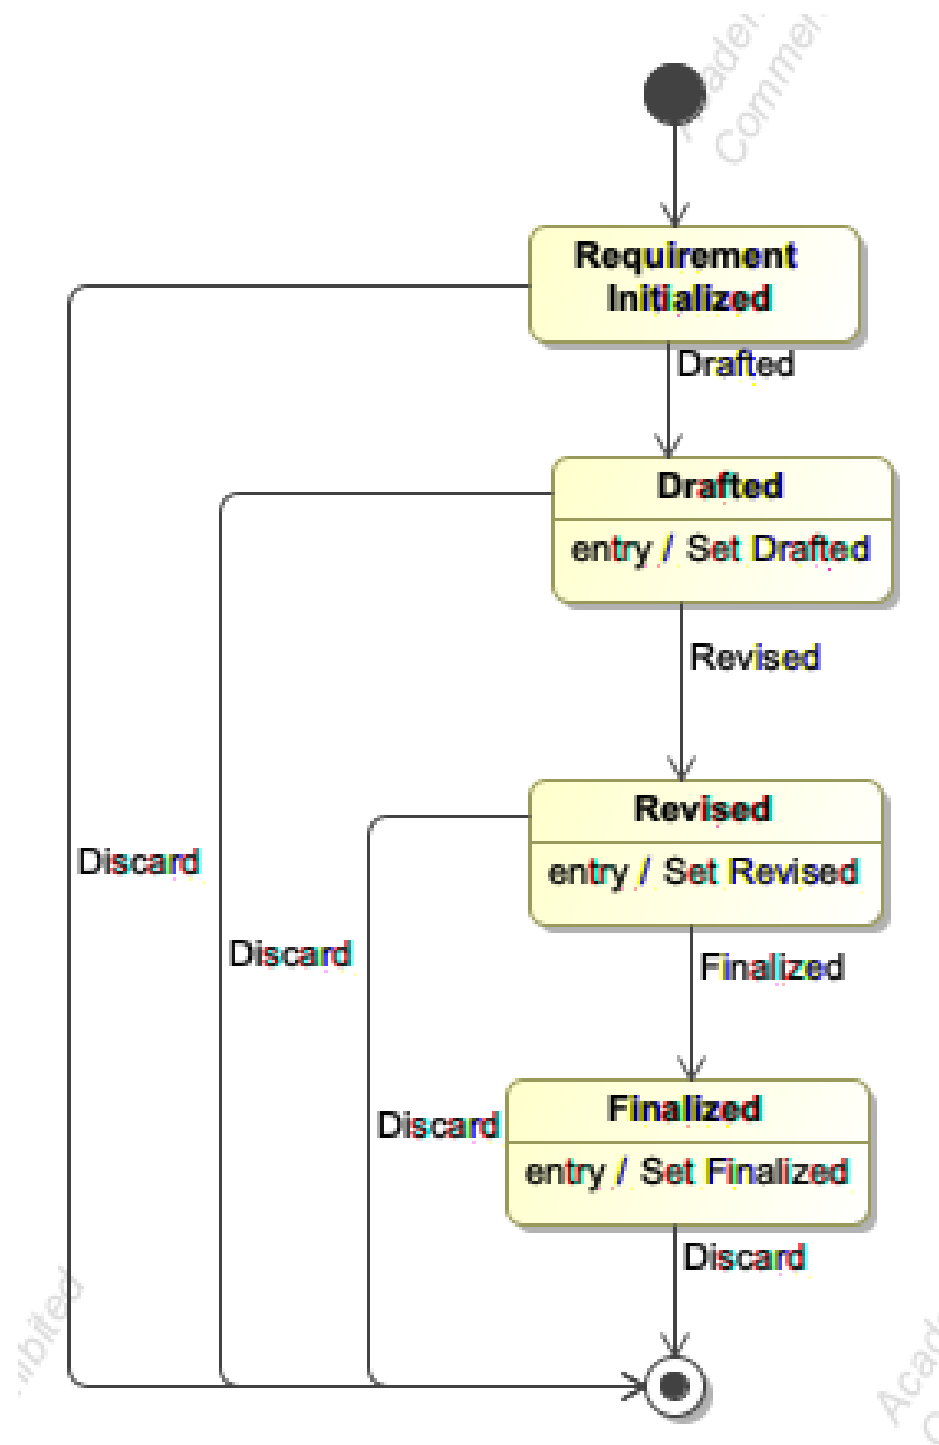 Requirement
Initialized
Drafted
Drafted
entry / Set Drafted
Revised
Revised
entry / Set Revised
Discard
Discard
Finalized
Finalized
Discard
entry / Set Finalized
Discard